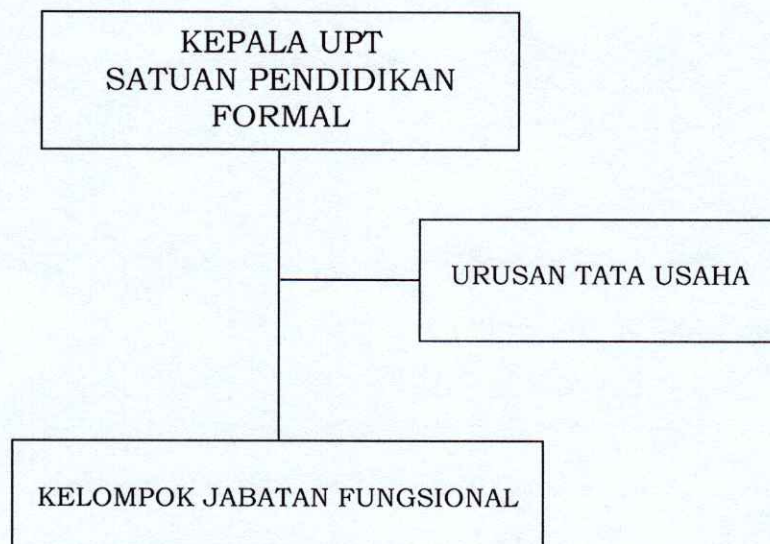 KEPALA UPT
SATUAN PENDIDIKAN
FORMAL
URUSAN TATA USAHA
KELOMPOK JABATAN FUNGSIONAL